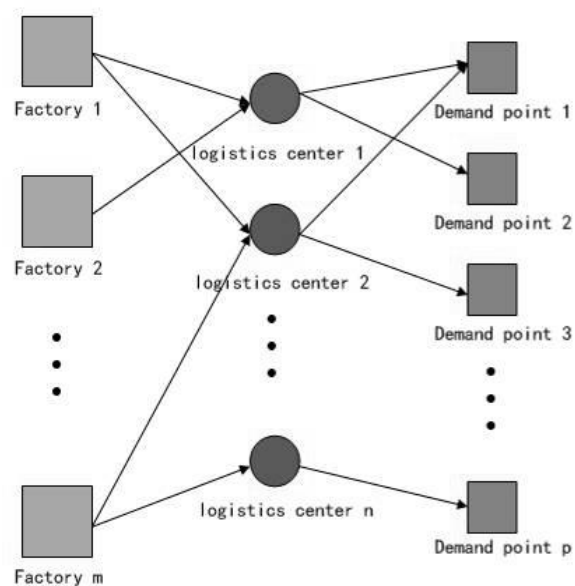 Factory 1
logistics center 1
Demand point 1
Factory 2
logistics center 2
Demand point 2
Demand point 3
Factory m
logistics center n
Demand point p